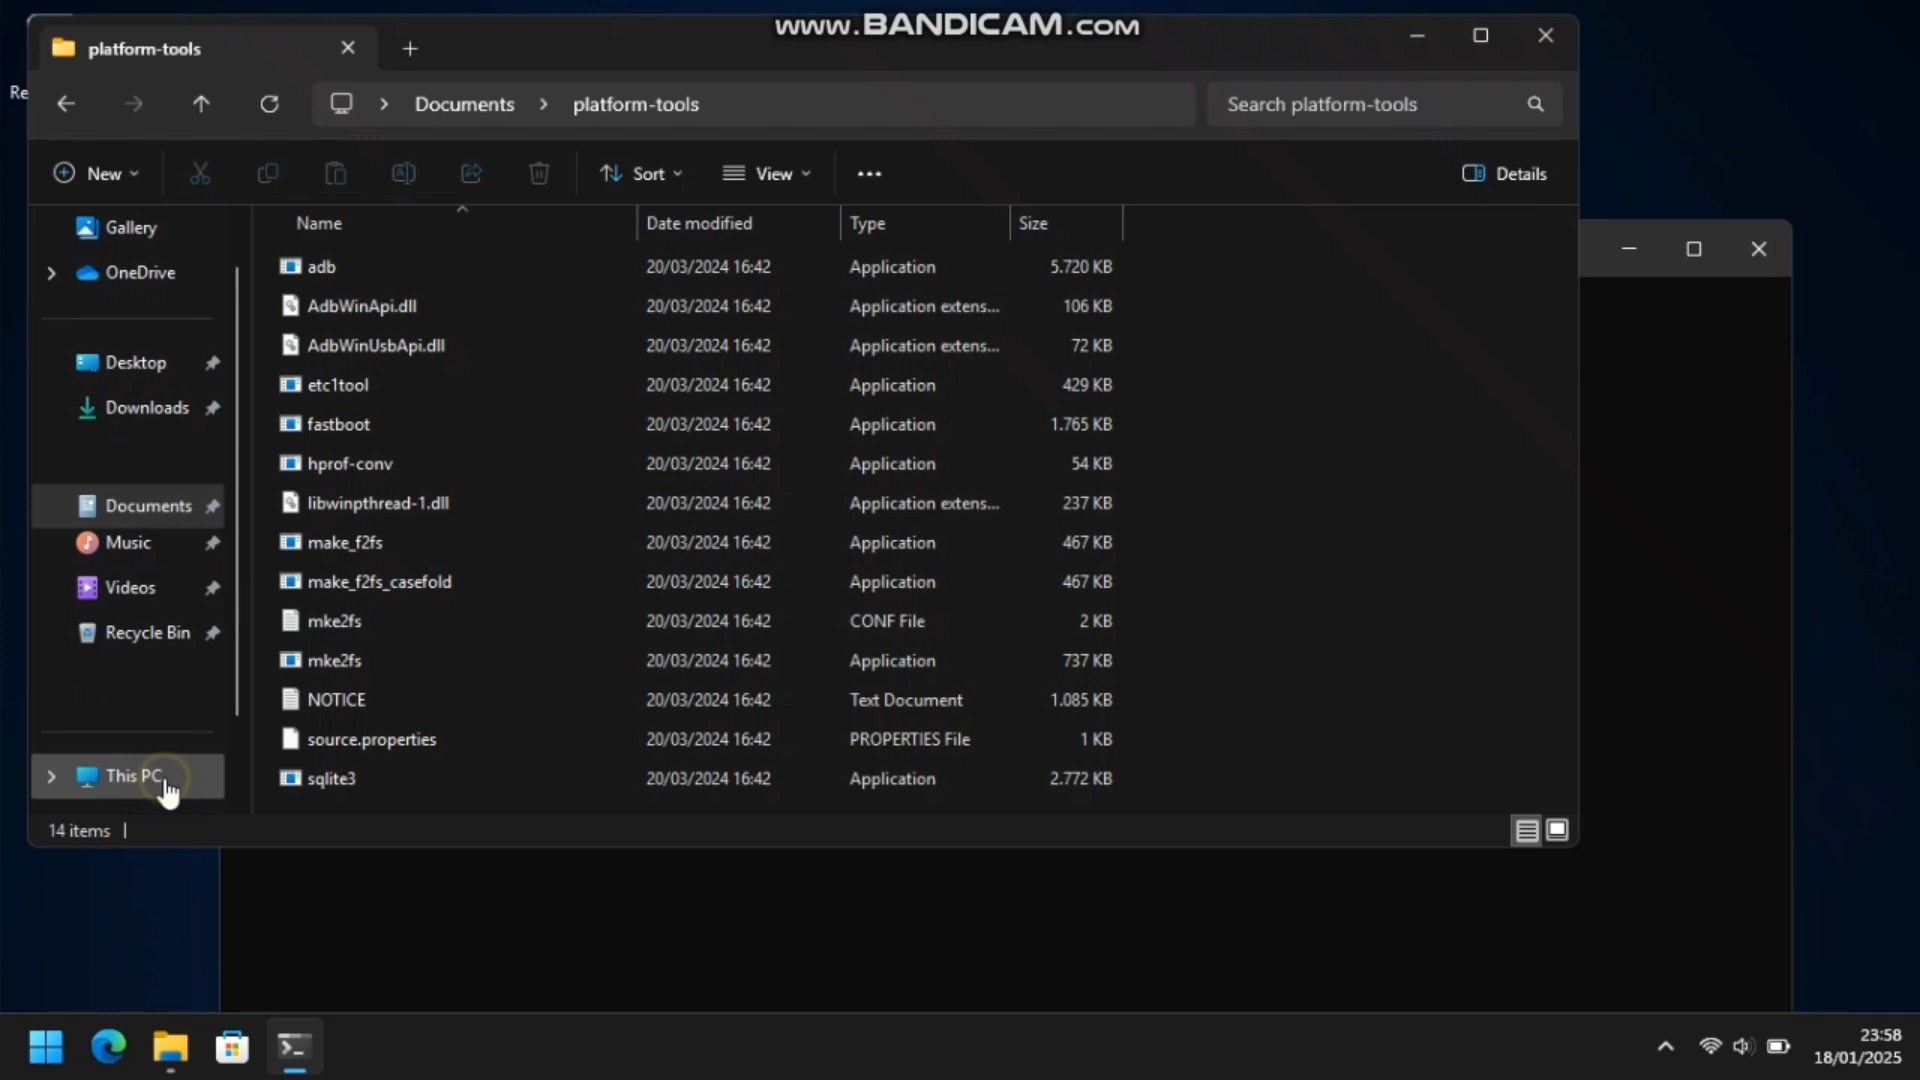 www.BANDICAM.com
platform-tools
Re
Documents
platform-tools
Search platform-tools
New
Sort
View
Details
Gallery
OneDrive
Desktop
Downloads
Documents
Music
Videos
Recycle Bin
This PC
Name Date modified Type Size
adb 20/03/2024 16:42 Application 5.720 KB
AdbWinApi.dll 20/03/2024 16:42 Application extens... 106 KB
AdbWinUsbApi.dll 20/03/2024 16:42 Application extens... 72 KB
etc1tool 20/03/2024 16:42 Application 429 KB
fastboot 20/03/2024 16:42 Application 1.765 KB
hprof-conv 20/03/2024 16:42 Application 54 KB
libwinpthread-1.dll 20/03/2024 16:42 Application extens... 237 KB
make_f2fs 20/03/2024 16:42 Application 467 KB
make_f2fs_casefold 20/03/2024 16:42 Application 467 KB
mke2fs 20/03/2024 16:42 CONF File 2 KB
mke2fs 20/03/2024 16:42 Application 737 KB
NOTICE 20/03/2024 16:42 Text Document 1.085 KB
source.properties 20/03/2024 16:42 PROPERTIES File 1 KB
sqlite3 20/03/2024 16:42 Application 2.772 KB
14 items
23:58
18/01/2025